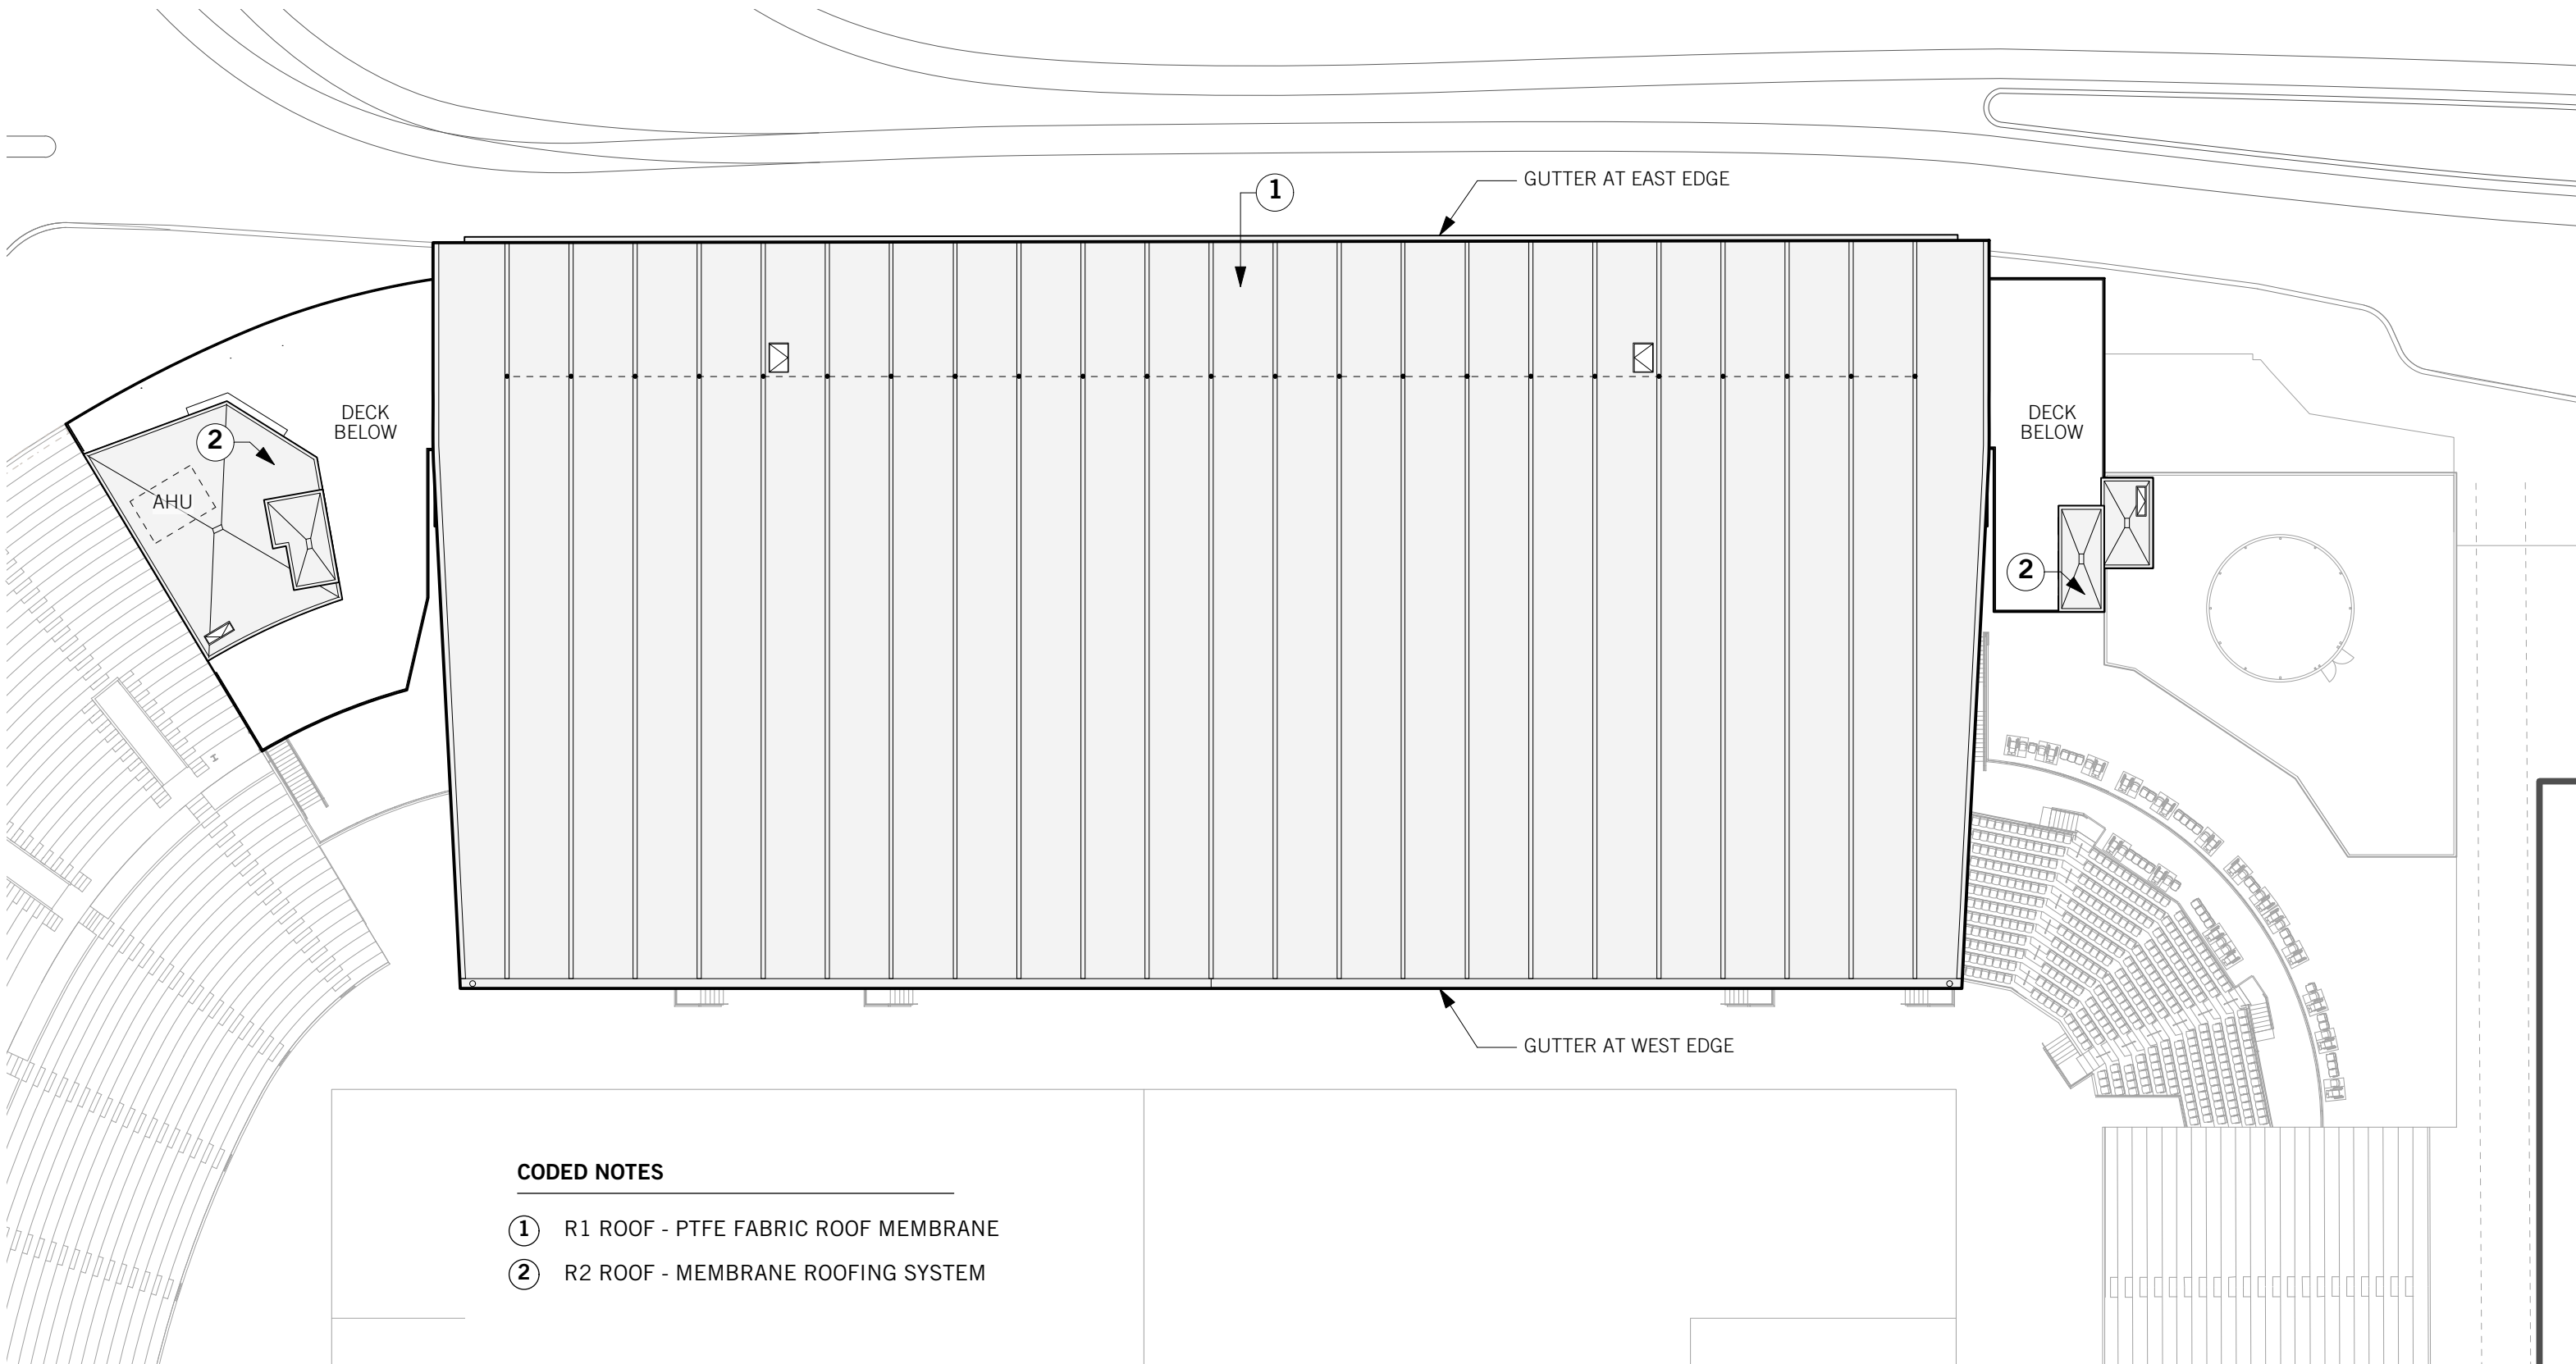 GUTTER AT EAST EDGE
1
DECK
BELOW
2
AHU
DECK
BELOW
2
GUTTER AT WEST EDGE
CODED NOTES
1 R1 ROOF - PTFE FABRIC ROOF MEMBRANE
2 R2 ROOF - MEMBRANE ROOFING SYSTEM